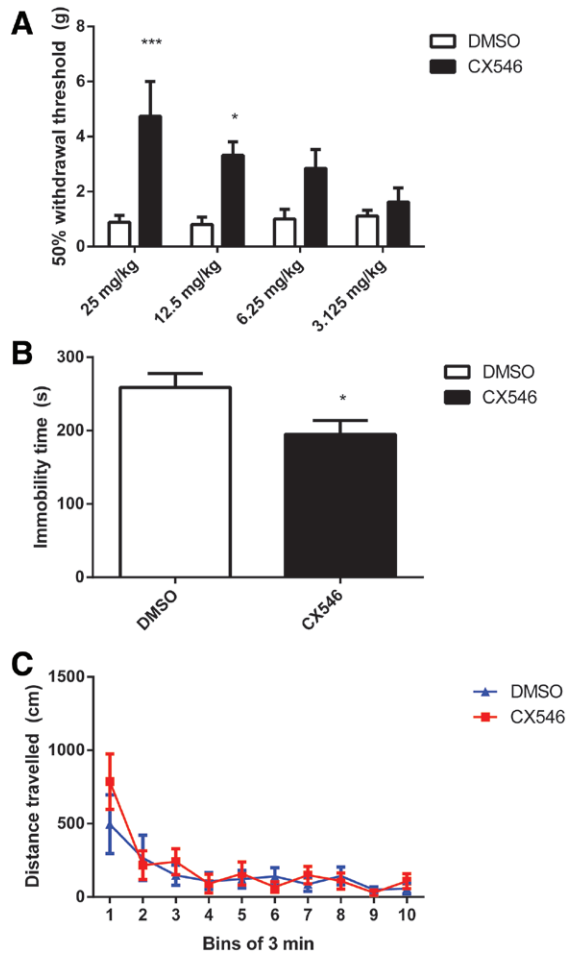 A
50% withdrawal threshold (g)
8
6
4
2
0
***
*
DMSO
CX546
25 mg/kg
12.5 mg/kg
6.25 mg/kg
3.125 mg/kg
B
Immobility time (s)
300
200
100
0
*
DMSO
CX546
DMSO
CX546
C
Distance travelled (cm)
1500
1000
500
0
DMSO
CX546
1 2 3 4 5 6 7 8 9 10
Bins of 3 min